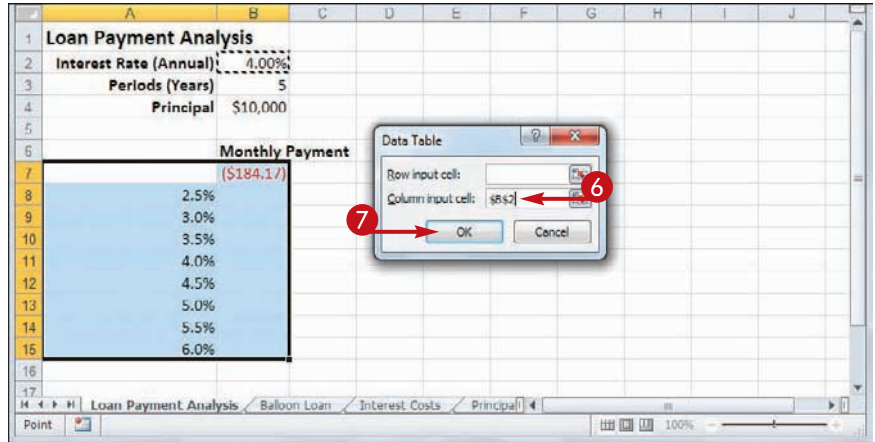 A B C D E F G H I J
1 Loan Payment Analysis
2 Interest Rate (Annual) 4.00%
3 Periods (Years) 5
4 Principal $10,000
5
6 Monthly Payment
7 ($184.17)
8 2.5%
9 3.0%
10 3.5%
11 4.0%
12 4.5%
13 5.0%
14 5.5%
15 6.0%
16
17
Data Table
Row input cell:
Column input cell: $B$2
6
7
OK Cancel
Loan Payment Analysis Balloon Loan Interest Costs Principal
Point 100%